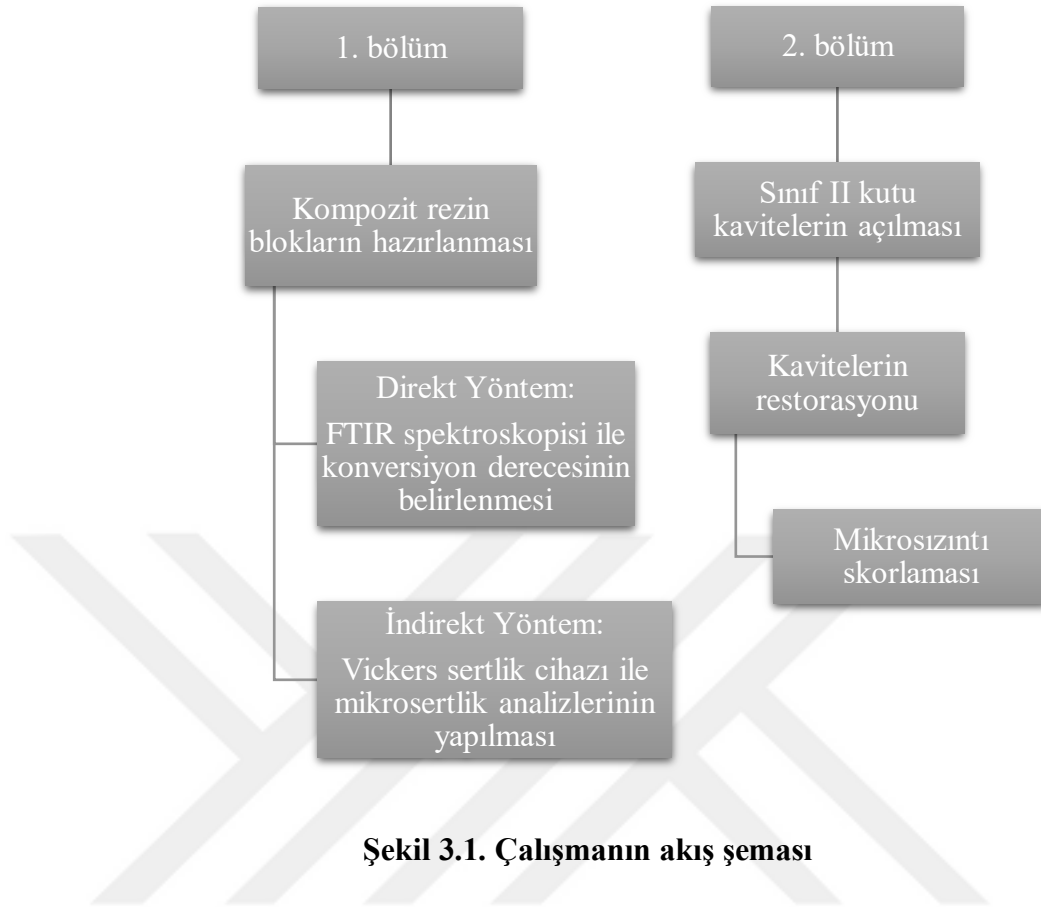 1. bölüm
Kompozit rezin
blokların hazırlanması
Direkt Yöntem:
FTIR spektroskopisi ile
konversiyon derecesinin
belirlenmesi
İndirekt Yöntem:
Vickers sertlik cihazı ile
mikrosertlik analizlerinin
yapılması
2. bölüm
Sınıf II kutu
kavitelerin açılması
Kavitelerin
restorasyonu
Mikrosızıntı
skorlaması
Şekil 3.1. Çalışmanın akış şeması